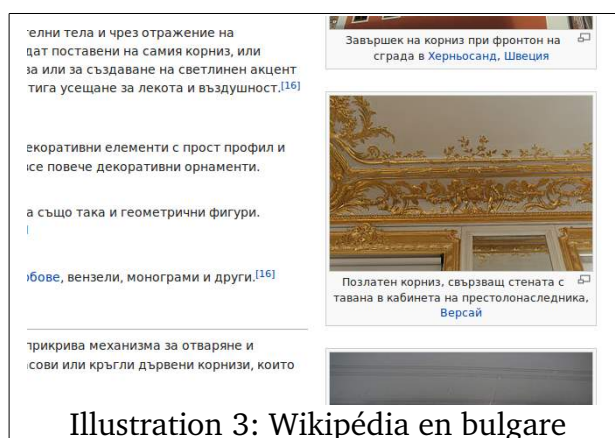 телни тела и чрез отражение на
дат поставени на самия корниз, или
за или за създаване на светлинен акцент
тига усещане за лекота и въздушност.[16]
екоративни елементи с прост профил и
все повече декоративни орнаменти.
а също така и геометрични фигури.
обове, вензели, монограми и други.[16]
прикрива механизма за отваряне и
сови или кръгли дървени корнизи, които
Завършек на корниз при фронтон на
сграда в Херньосанд, Швеция
Позлатен корниз, свързващ стената с
тавана в кабинета на престолонаследника,
Версай
Illustration 3: Wikipédia en bulgare